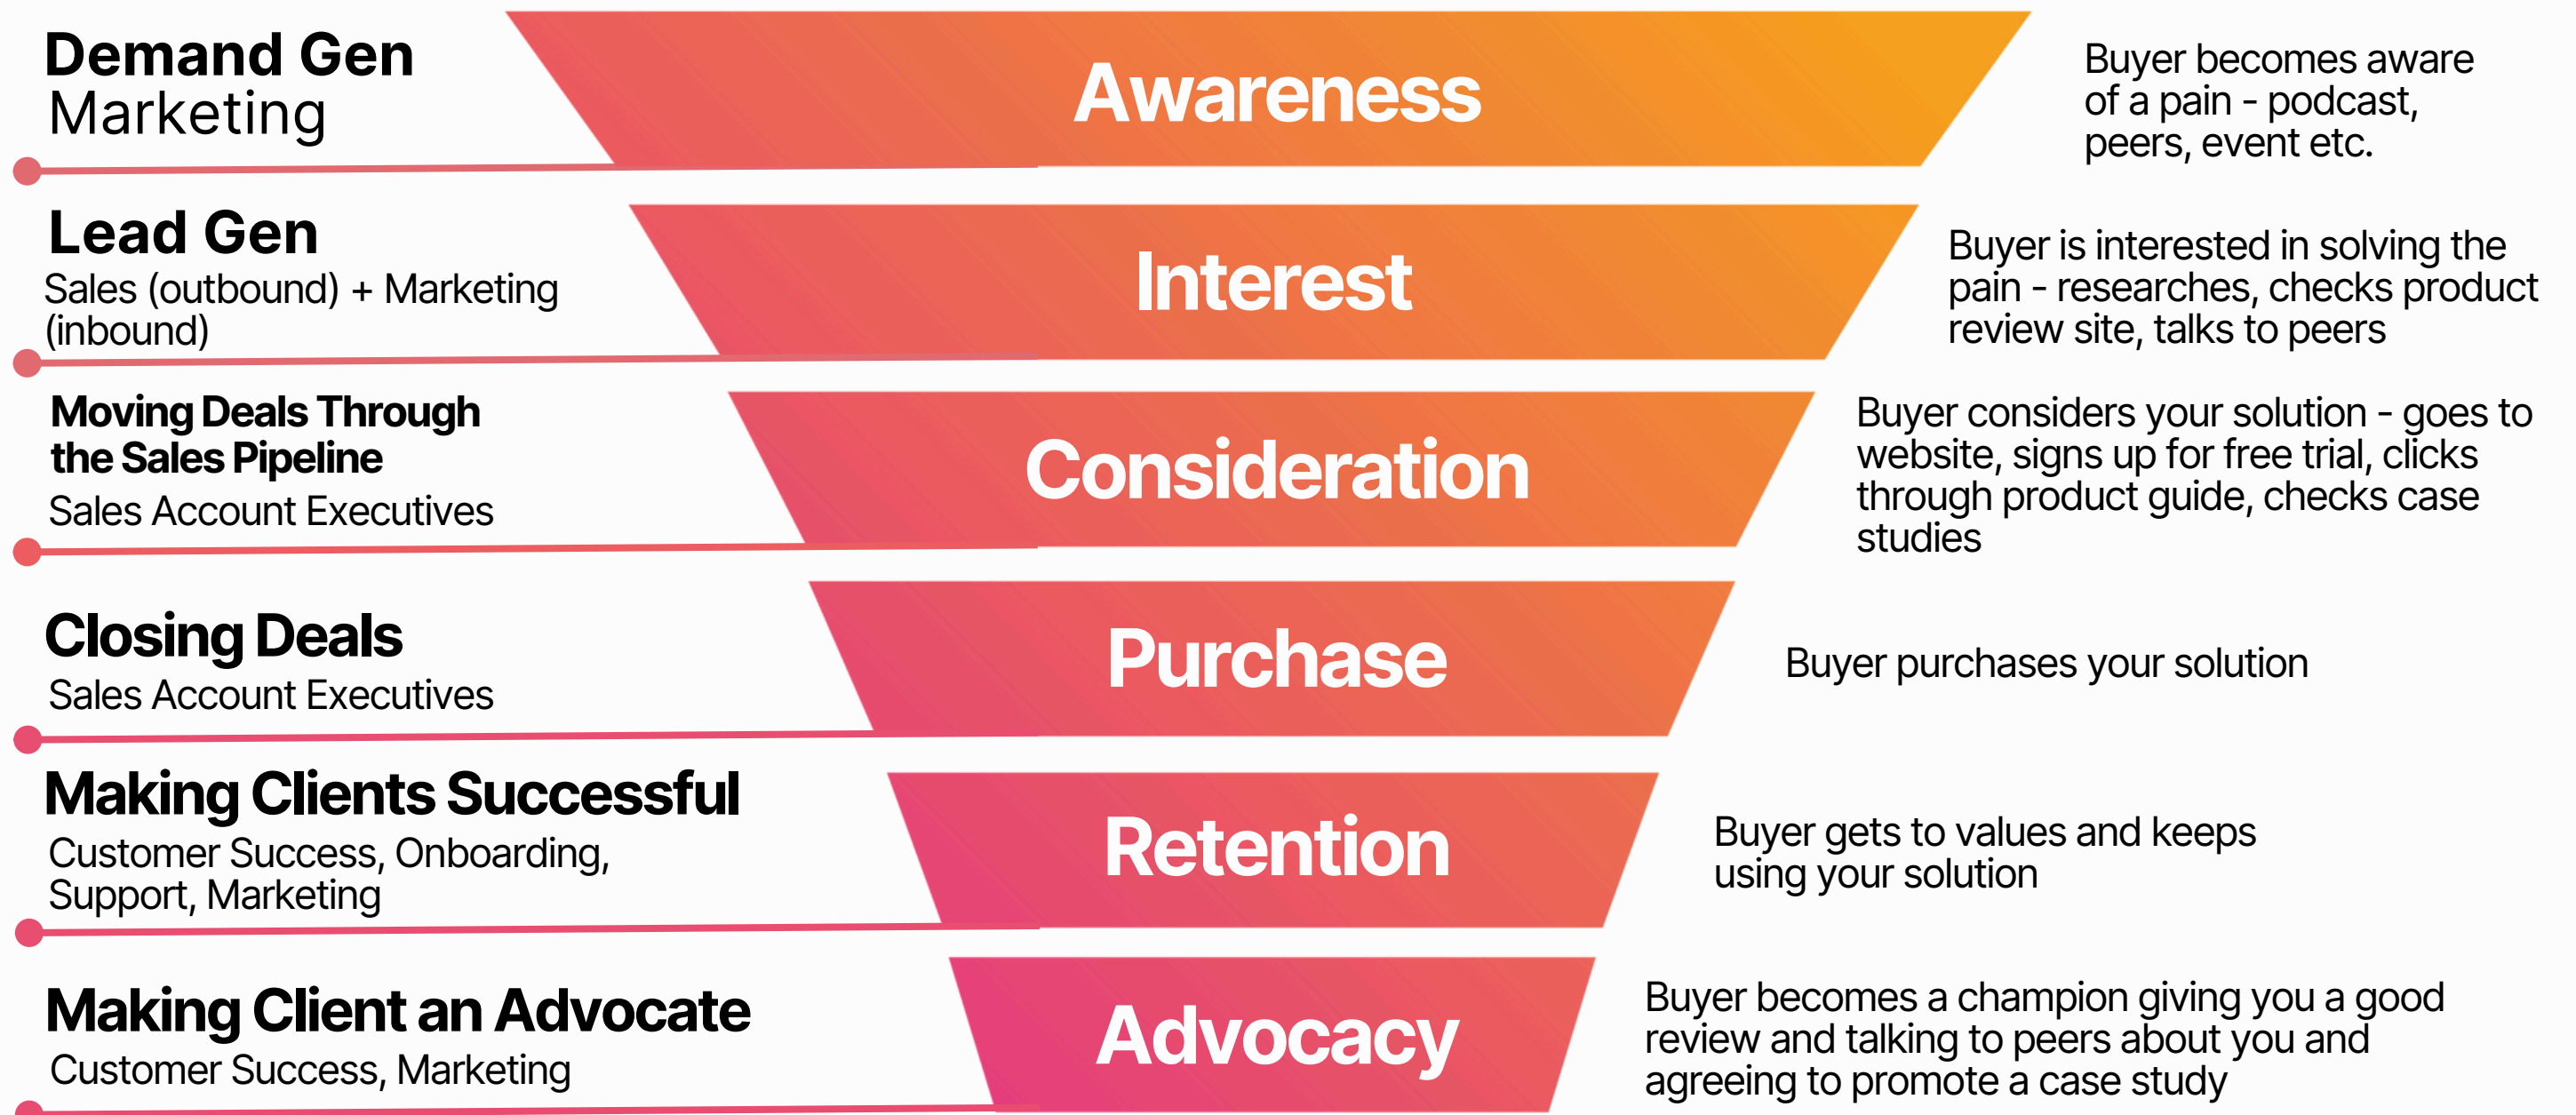 Demand Gen
Marketing
Awareness
Buyer becomes aware
of a pain - podcast,
peers, event etc.
Lead Gen
Sales (outbound) + Marketing
(inbound)
Interest
Buyer is interested in solving the
pain - researches, checks product
review site, talks to peers
Moving Deals Through
the Sales Pipeline
Sales Account Executives
Consideration
Buyer considers your solution - goes to
website, signs up for free trial, clicks
through product guide, checks case
studies
Closing Deals
Sales Account Executives
Purchase
Buyer purchases your solution
Making Clients Successful
Customer Success, Onboarding,
Support, Marketing
Retention
Buyer gets to values and keeps
using your solution
Making Client an Advocate
Customer Success, Marketing
Advocacy
Buyer becomes a champion giving you a good
review and talking to peers about you and
agreeing to promote a case study